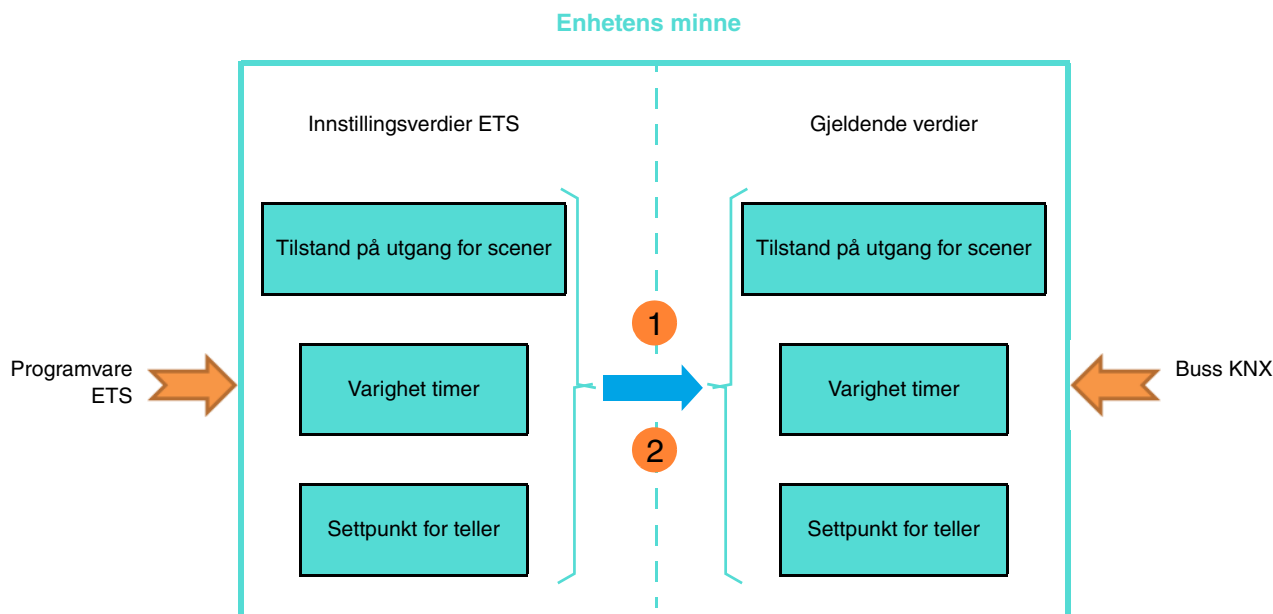 Enhetens minne
Innstillingsverdier ETS
Gjeldende verdier
Tilstand på utgang for scener
Tilstand på utgang for scener
1
Programvare
ETS
Varighet timer
Varighet timer
Buss KNX
2
Settpunkt for teller
Settpunkt for teller